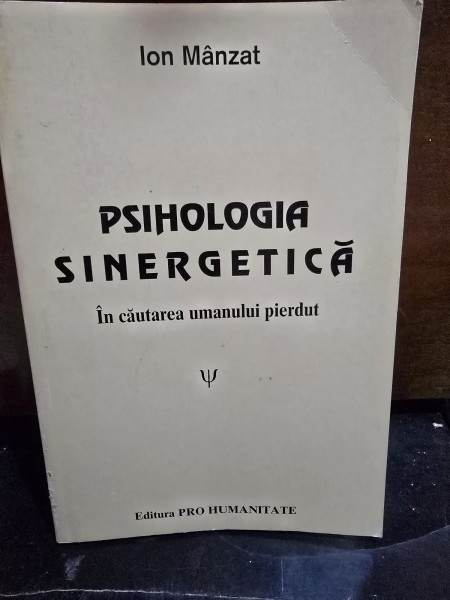 Ion Mânzat
PSIHOLOGIA
SINERGETICĂ
În căutarea umanului pierdut
ψ
Editura PRO HUMANITATE